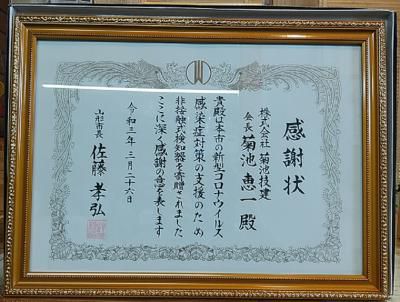 感謝状
株式会社 菊池技建
会長 菊池恵一殿
貴殿は本市の新型コロナウイルス
感染症対策の支援のため
非接触式検知器を寄贈されました
ここに深く感謝の意を表します
令和三年三月二十六日
山形市長 佐藤孝弘